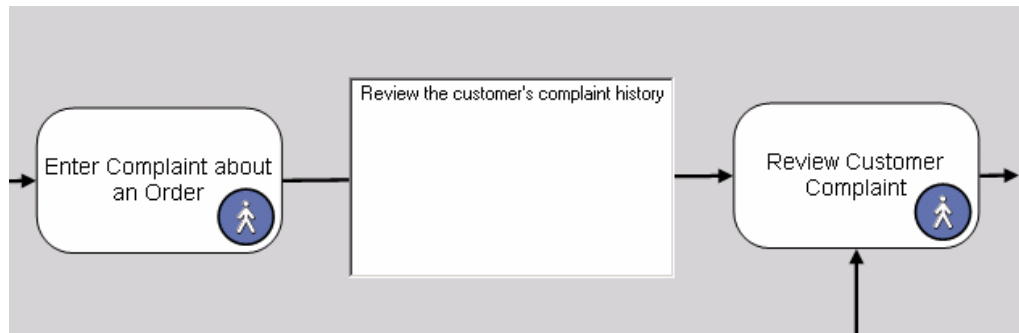 Enter Complaint about
an Order
Review the customer's complaint history
Review Customer
Complaint